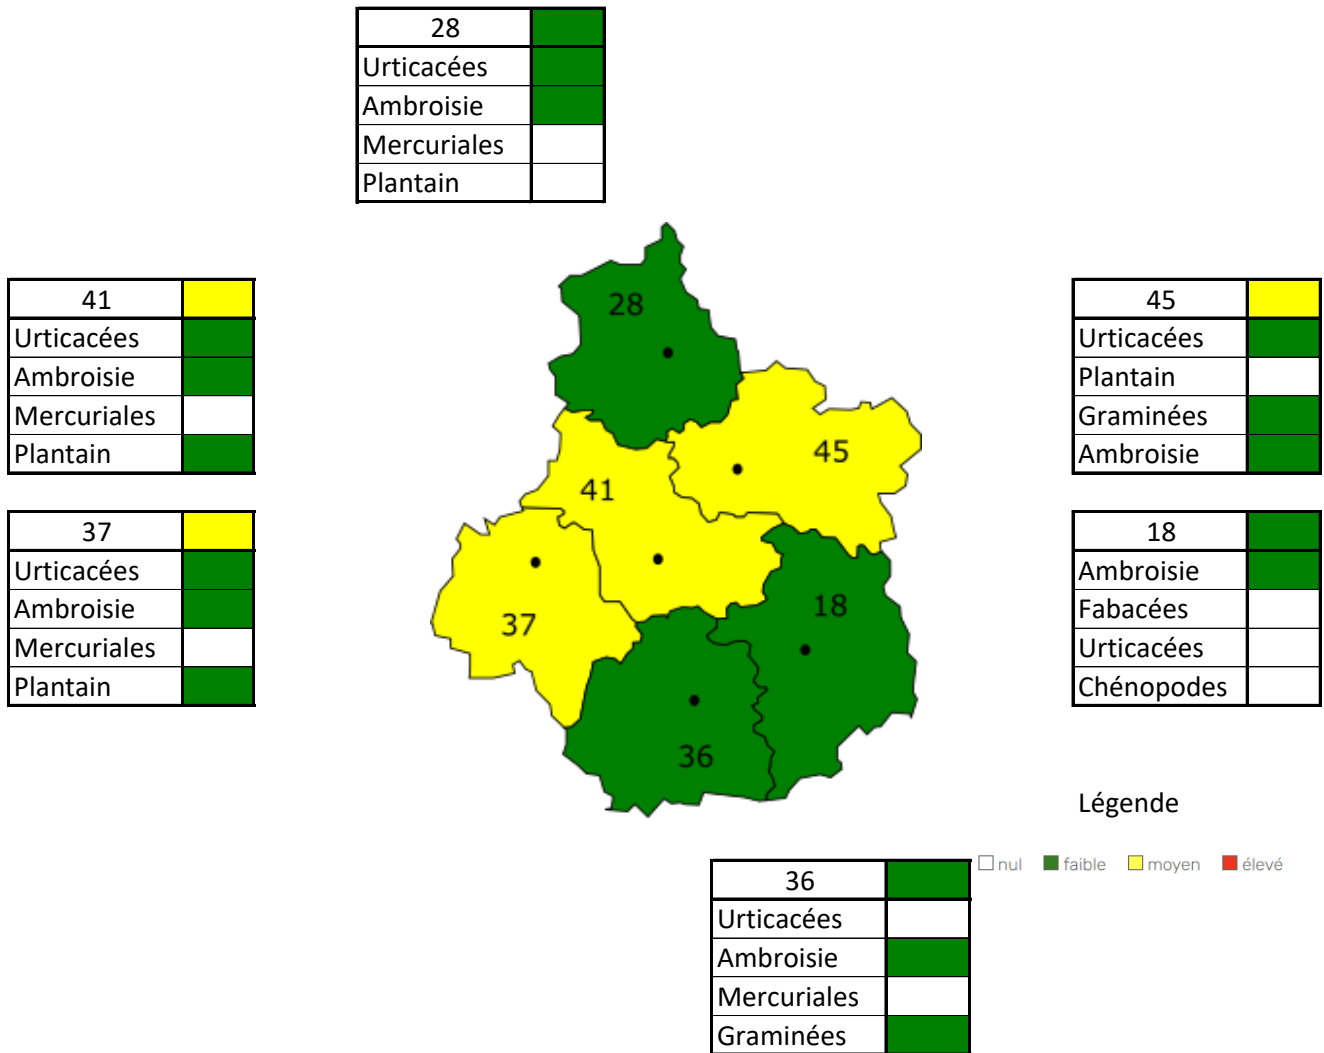 28
Urticacées
Ambroisie
Mercuriales
Plantain
41
Urticacées
Ambroisie
Mercuriales
Plantain
37
Urticacées
Ambroisie
Mercuriales
Plantain
28
45
41
18
37
36
45
Urticacées
Plantain
Graminées
Ambroisie
18
Ambroisie
Fabacées
Urticacées
Chénopodes
Légende
nul faible moyen élevé
36
Urticacées
Ambroisie
Mercuriales
Graminées